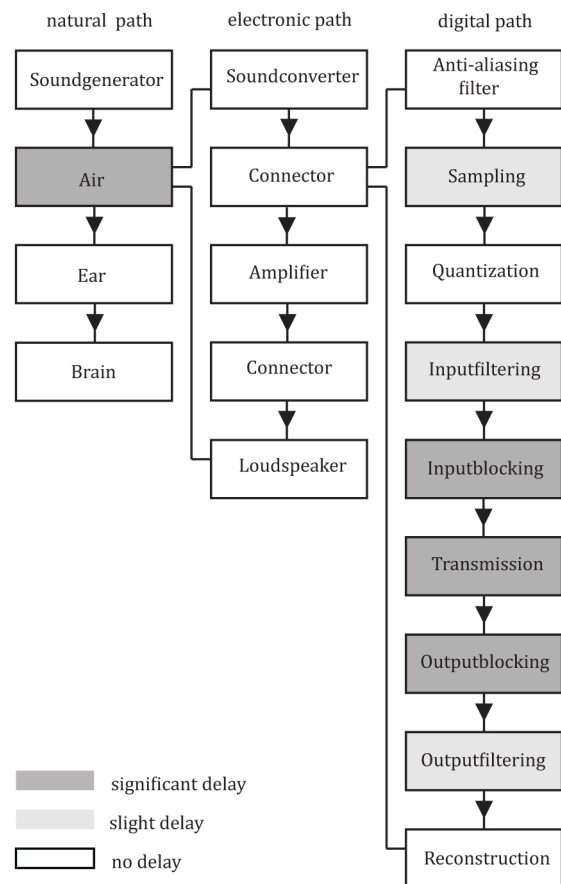 natural path
Soundgenerator
Air
Ear
Brain
electronic path
Soundconverter
Connector
Amplifier
Connector
Loudspeaker
digital path
Anti-aliasing
filter
Sampling
Quantization
Inputfiltering
Inputblocking
Transmission
Outputblocking
Outputfiltering
Reconstruction
significant delay
slight delay
no delay